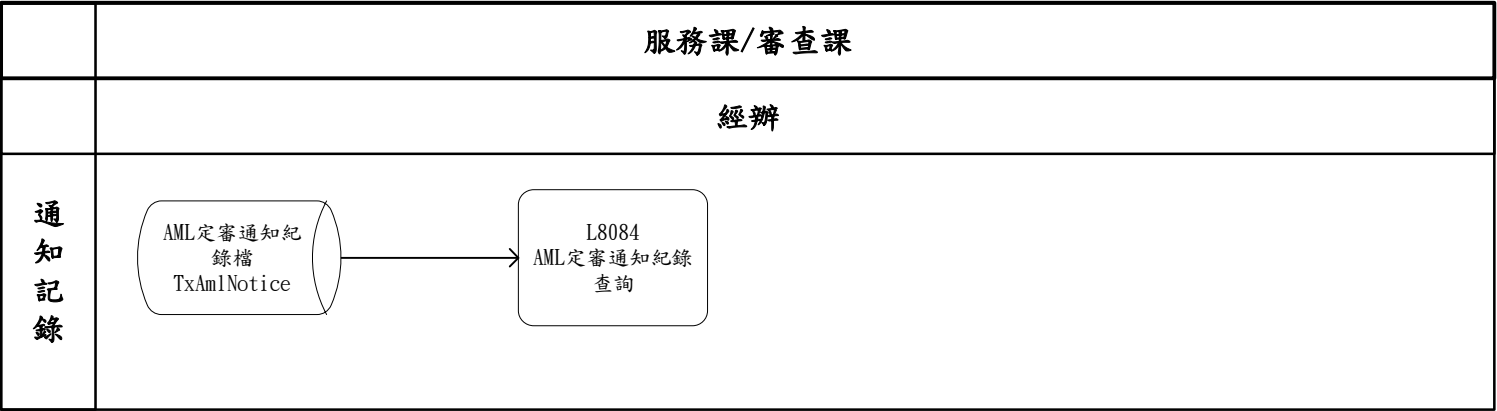 服務課/審查課
經辦
通
知
記
錄
AML定審通知紀
錄檔
TxAmlNotice
L8084
AML定審通知紀錄
查詢